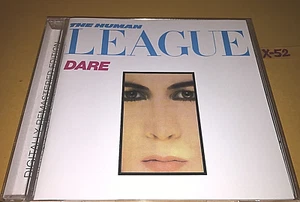 THE HUMAN
LEAGUE
DARE
X-52
DIGITALLY REMASTERED EDITION